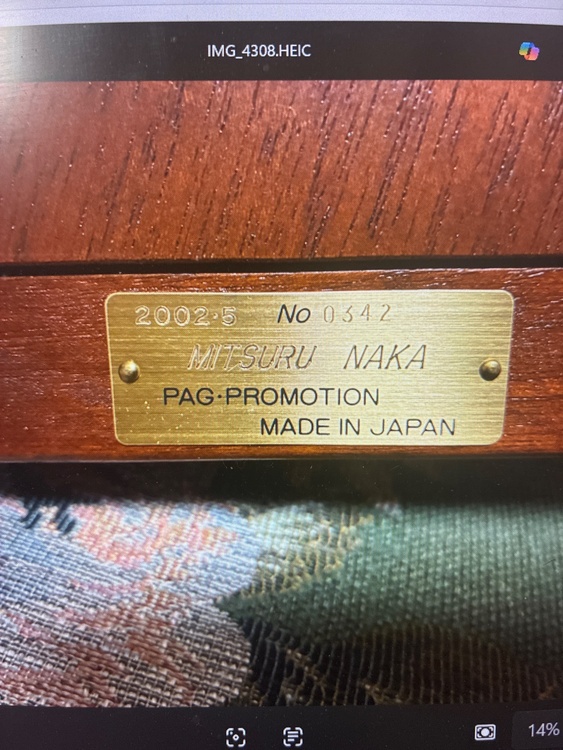 IMG_4308.HEIC
2002·5 No 0342
MITSURU NAKA
PAG·PROMOTION
MADE IN JAPAN
14%